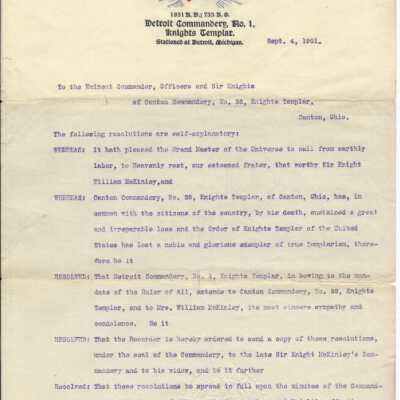 1851 A. D.; 733 A. O.
Detroit Commandery, No. 1,
Knights Templar.
Stationed at Detroit, Michigan.
Sept. 4, 1901.
To the Eminent Commander, Officers and Sir Knights
of Canton Commandery, No. 38, Knights Templar,
Canton, Ohio.
The following resolutions are self-explanatory:
WHEREAS: It hath pleased the Grand Master of the Universe to call from earthly
labor, to Heavenly rest, our esteemed frater, that worthy Sir Knight
William McKinley,and
WHEREAS: Canton Commandery, No. 38, Knights Templar, of Canton, Ohio, has, in
common with the citizens of the country, by his death, sustained a great
and irreparable loss and the Order of Knights Templar of the United
States has lost a noble and glorious exemplar of true Templarism, there-
fore be it
RESOLVED: That Detroit Commandery, No. 1, Knights Templar, in bowing to the man-
date of the Ruler of All, extends to Canton Commandery, No. 38, Knights
Templar, and to Mrs. William McKinley, its most sincere sympathy and
condolence. Be it
RESOLVED: That the Recorder is hereby ordered to send a copy of these resolutions,
under the seal of the Commandery, to the late Sir Knight McKinley's Com-
mandery and to his widow, and be it further
Resolved: That these resolutions be spread in full upon the minutes of the Command-